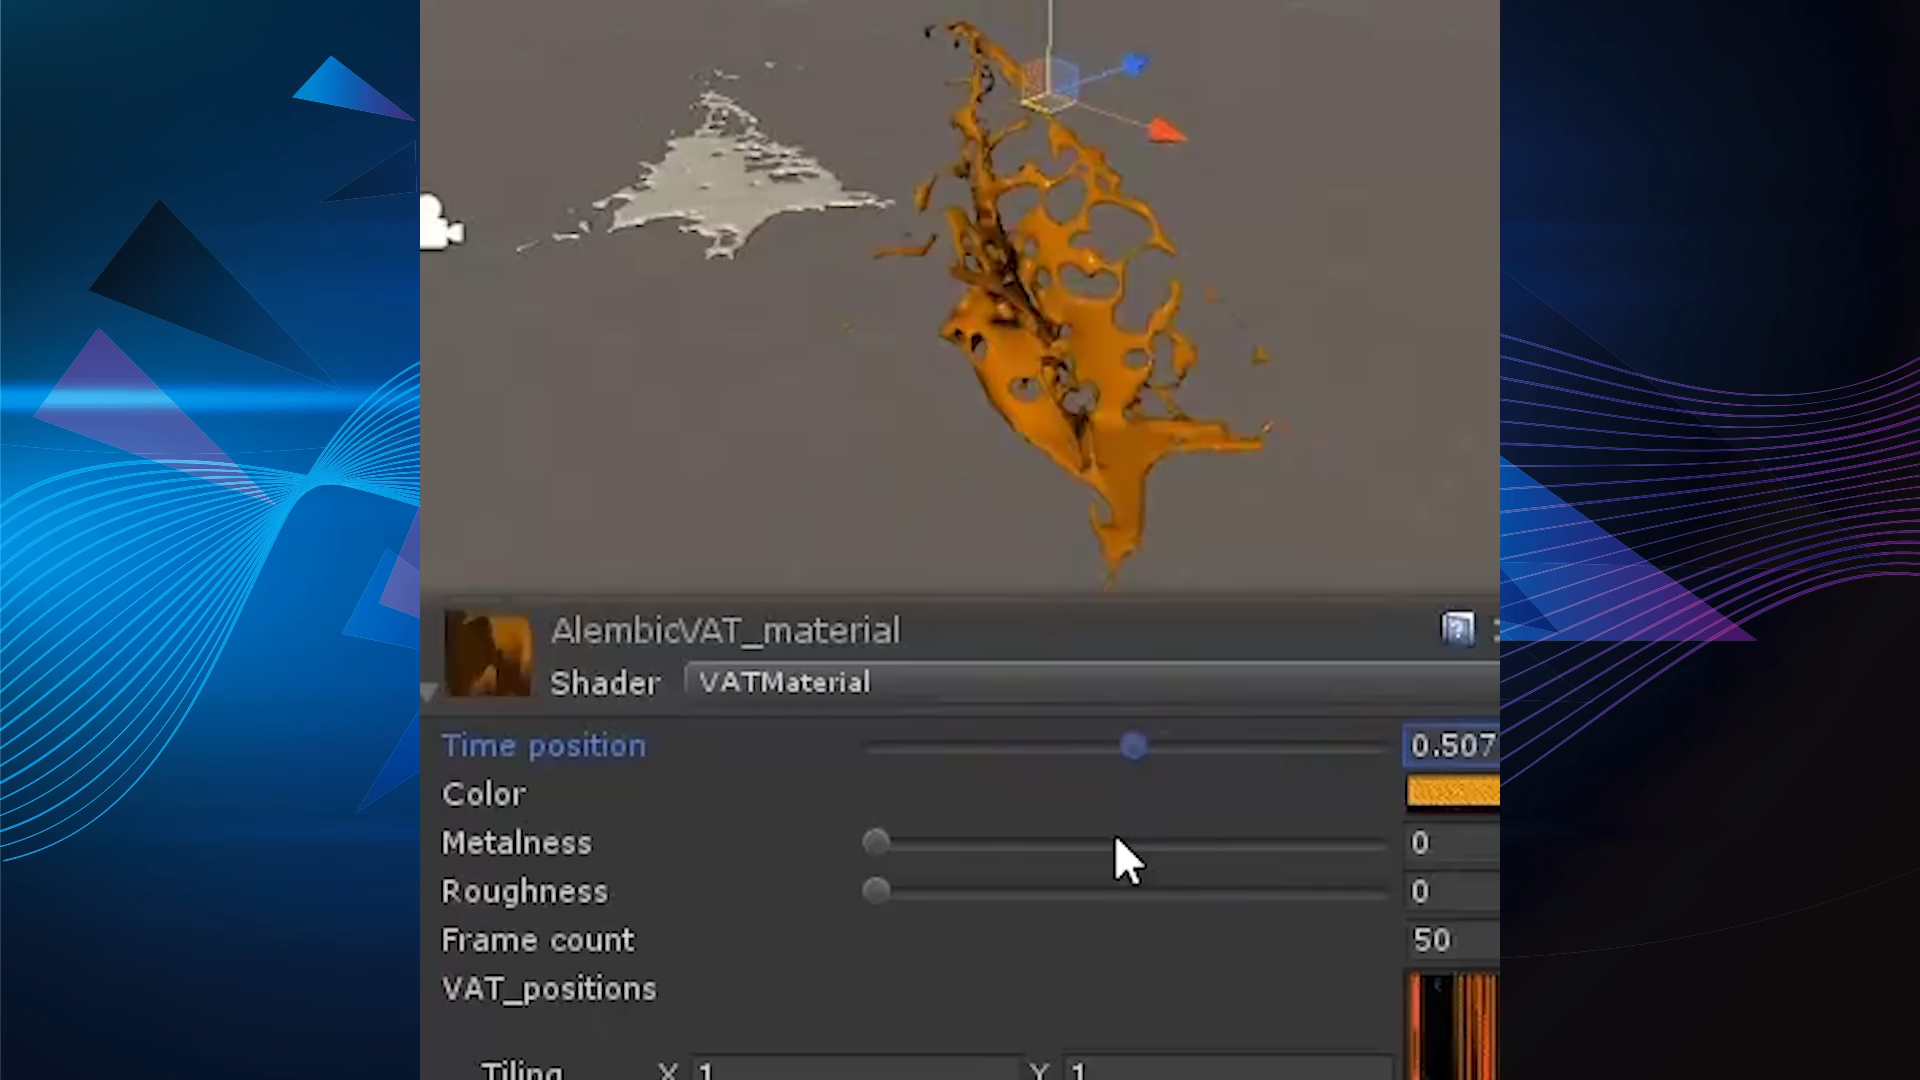 AlembicVAT_material
Shader VATMaterial
Time position 0.507
Color
Metalness 0
Roughness 0
Frame count 50
VAT_positions
Tiling X 1 Y 1